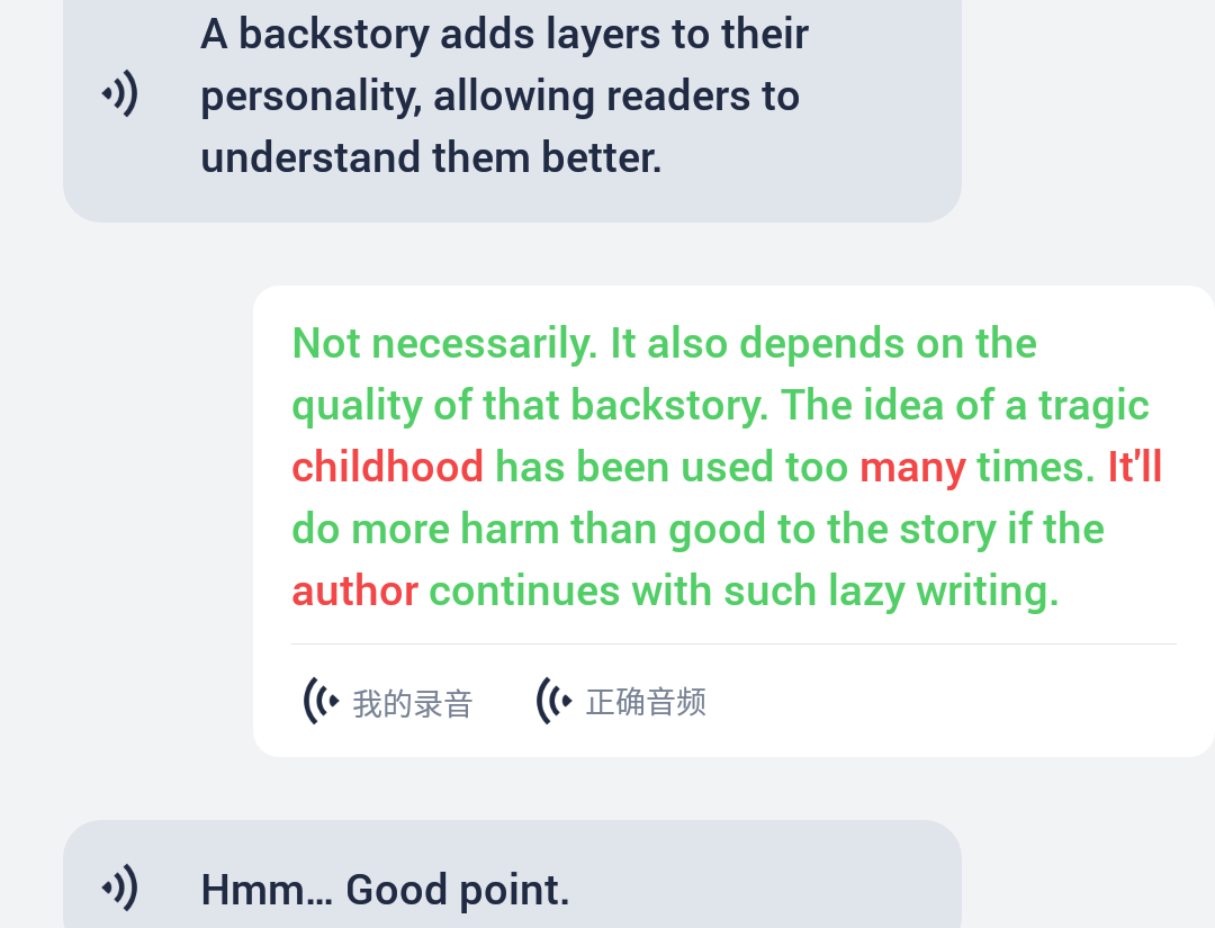 A backstory adds layers to their
personality, allowing readers to
understand them better.
Not necessarily. It also depends on the
quality of that backstory. The idea of a tragic
childhood has been used too many times. It'll
do more harm than good to the story if the
author continues with such lazy writing.
我的录音 正确音频
Hmm... Good point.